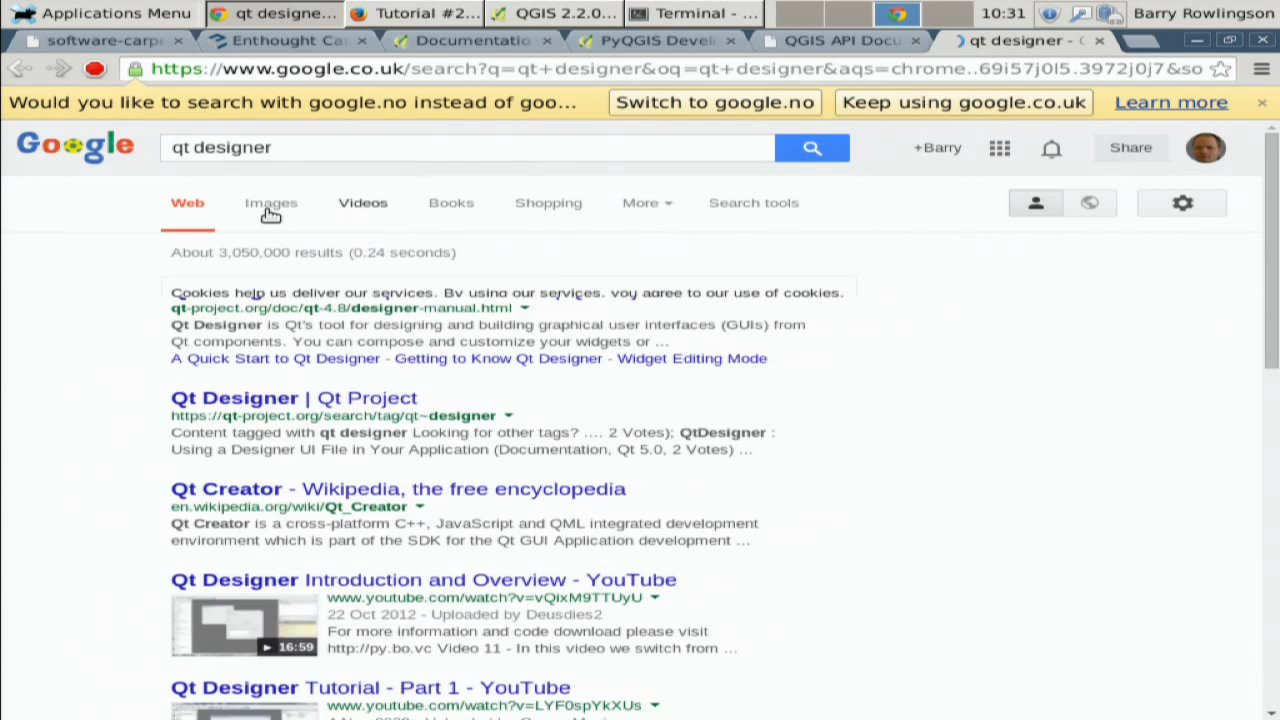 Applications Menu
qt designe...
Tutorial #2...
QGIS 2.2.0...
Terminal - ...
10:31
Barry Rowlingson
software-carpe
Enthought Ca
Documentatio
PyQGIS Devel
QGIS API Docu
qt designer - G
https://www.google.co.uk/search?q=qt+designer&oq=qt+designer&aqs=chrome..69i57j0l5.3972j0j7&so
Would you like to search with google.no instead of goo...
Switch to google.no
Keep using google.co.uk
Learn more
Google
qt designer
+Barry
Share
Web
Images
Videos
Books
Shopping
More
Search tools
About 3,050,000 results (0.24 seconds)
Cookies help us deliver our services. By using our services, you agree to our use of cookies.
qt-project.org/doc/qt-4.8/designer-manual.html
Qt Designer is Qt's tool for designing and building graphical user interfaces (GUIs) from
Qt components. You can compose and customize your widgets or ...
A Quick Start to Qt Designer - Getting to Know Qt Designer - Widget Editing Mode
Qt Designer | Qt Project
https://qt-project.org/search/tag/qt~designer
Content tagged with qt designer Looking for other tags? .... 2 Votes); QtDesigner :
Using a Designer UI File in Your Application (Documentation, Qt 5.0, 2 Votes) ...
Qt Creator - Wikipedia, the free encyclopedia
en.wikipedia.org/wiki/Qt_Creator
Qt Creator is a cross-platform C++, JavaScript and QML integrated development
environment which is part of the SDK for the Qt GUI Application development ...
Qt Designer Introduction and Overview - YouTube
www.youtube.com/watch?v=vQixM9TTUyU
22 Oct 2012 - Uploaded by Deusdies2
For more information and code download please visit
http://py.bo.vc Video 11 - In this video we switch from ...
16:59
Qt Designer Tutorial - Part 1 - YouTube
www.youtube.com/watch?v=LYF0spYkXUs